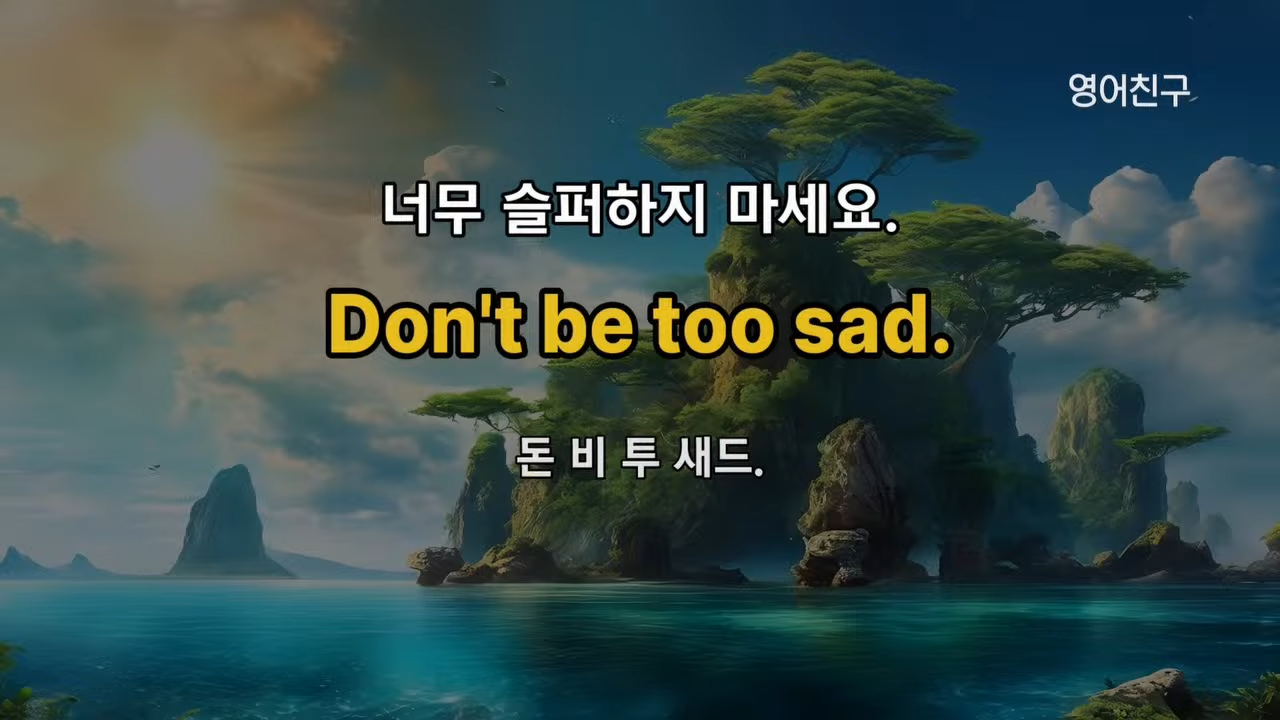 영어친구
너무 슬퍼하지 마세요.
Don't be too sad.
돈 비 투 새드.